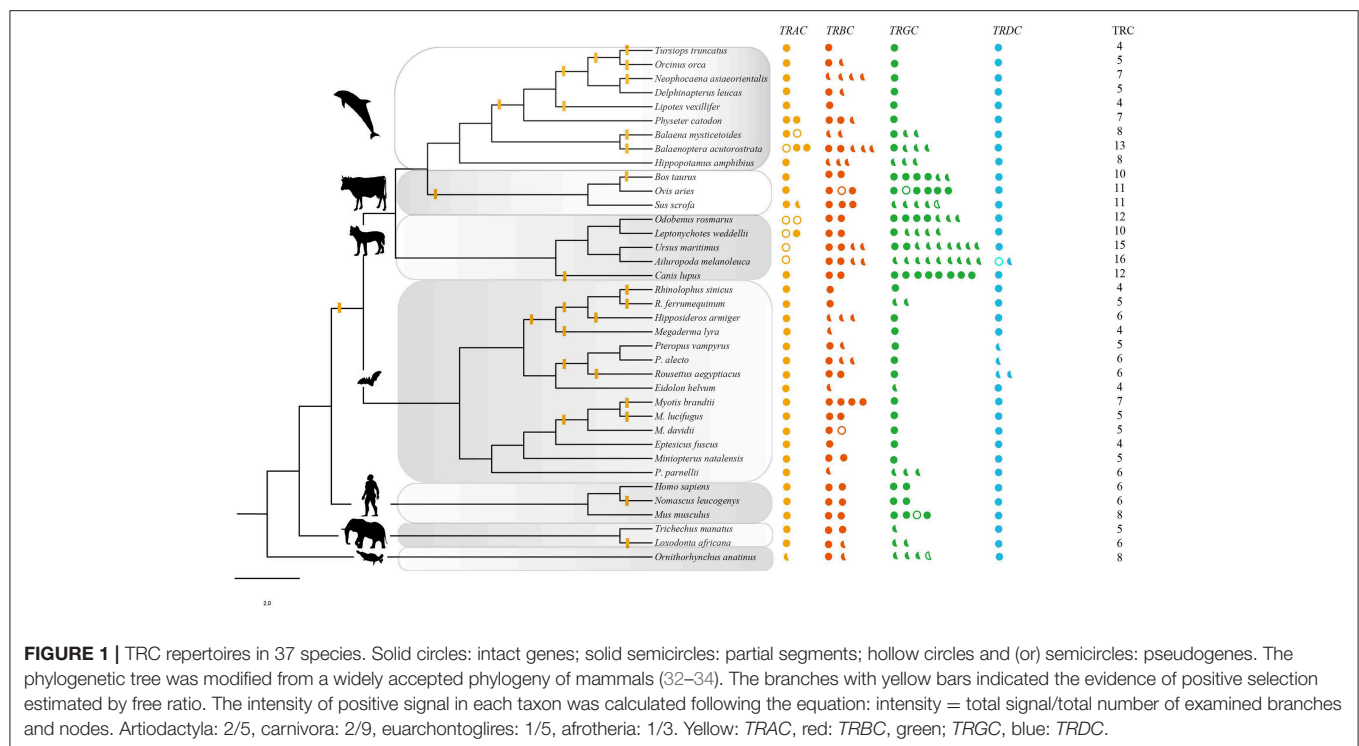 TRAC TRBC TRGC TRDC TRC
Tursiops truncatus 4
Orcinus orca 5
Neophocaena asiaeorientalis 7
Delphinapterus leucas 5
Lipotes vexillifer 4
Physeter catodon 7
Balaena mysticetoides 8
Balaenoptera acutorostrata 13
Hippopotamus amphibius 8
Bos taurus 10
Ovis aries 11
Sus scrofa 11
Odobenus rosmarus 12
Leptonychotes weddellii 10
Ursus maritimus 15
Ailuropoda melanoleuca 16
Canis lupus 12
Rhinolophus sinicus 4
R. ferrumequinum 5
Hipposideros armiger 6
Megaderma lyra 4
Pteropus vampyrus 5
P. alecto 6
Rousettus aegyptiacus 6
Eidolon helvum 4
Myotis brandtii 7
M. lucifugus 5
M. davidii 5
Eptesicus fuscus 4
Miniopterus natalensis 5
P. parnellii 6
Homo sapiens 6
Nomascus leucogenys 6
Mus musculus 8
Trichechus manatus 5
Loxodonta africana 6
Ornithorhynchus anatinus 8
2.0
FIGURE 1 | TRC repertoires in 37 species. Solid circles: intact genes; solid semicircles: partial segments; hollow circles and (or) semicircles: pseudogenes. The
phylogenetic tree was modified from a widely accepted phylogeny of mammals (32–34). The branches with yellow bars indicated the evidence of positive selection
estimated by free ratio. The intensity of positive signal in each taxon was calculated following the equation: intensity = total signal/total number of examined branches
and nodes. Artiodactyla: 2/5, carnivora: 2/9, euarchontoglires: 1/5, afrotheria: 1/3. Yellow: TRAC, red: TRBC, green; TRGC, blue: TRDC.